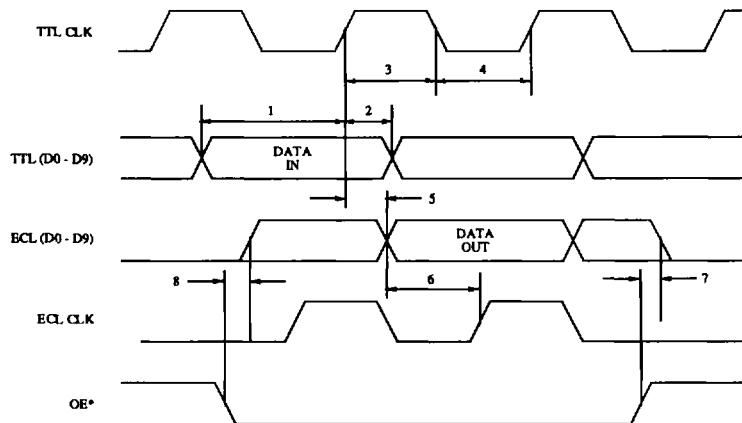 TTL CLK
3
4
1
2
TTL (D0 - D9)
DATA
IN
5
ECL (D0 - D9)
DATA
OUT
8
6
7
ECL CLK
OE*